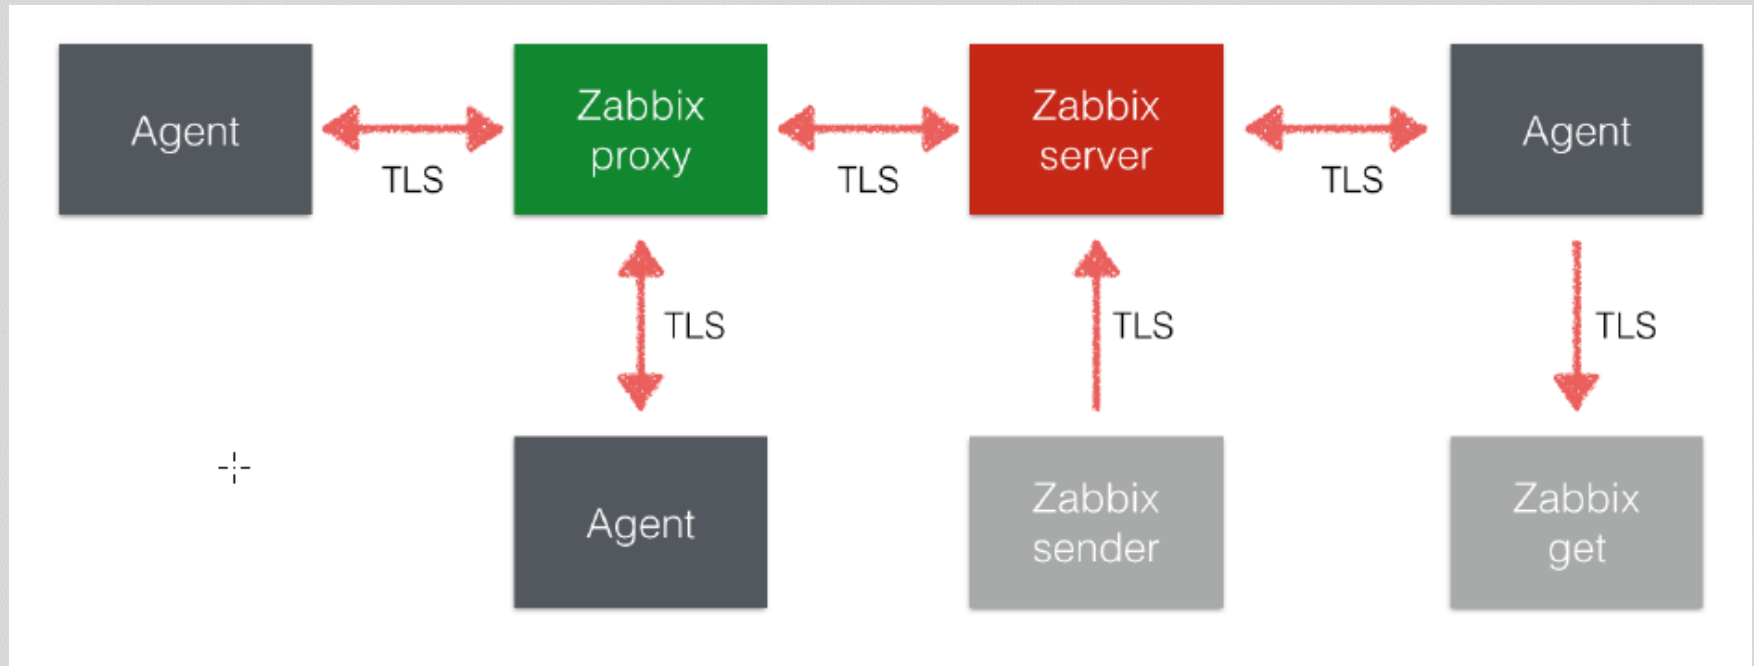 Agent
TLS
Zabbix
proxy
TLS
Zabbix
server
TLS
Agent
TLS
TLS
TLS
Agent
Zabbix
sender
Zabbix
get